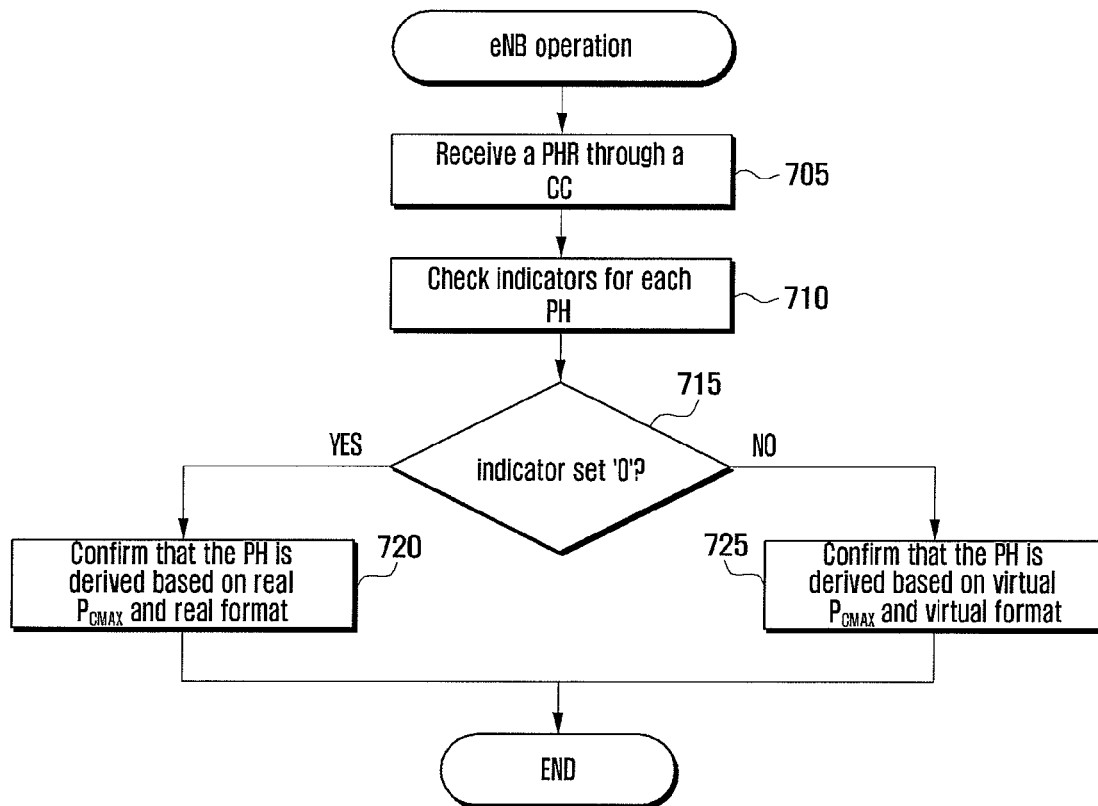 eNB operation
Receive a PHR through a
CC
705
Check indicators for each
PH
710
715
YES
NO
indicator set '0'?
Confirm that the PH is
derived based on real
PCMAX and real format
720
725
Confirm that the PH is
derived based on virtual
PCMAX and virtual format
END